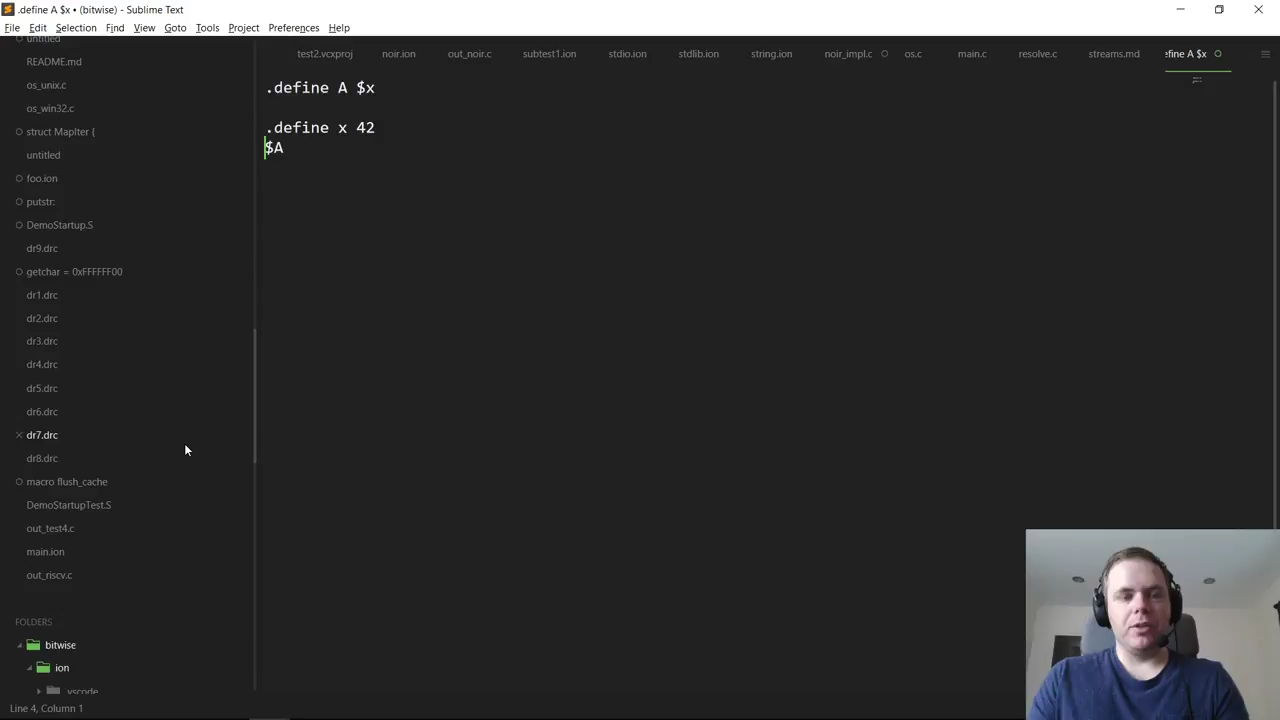 .define A $x • (bitwise) - Sublime Text
File Edit Selection Find View Goto Tools Project Preferences Help
test2.vcxproj noir.ion out_noir.c subtest1.ion stdio.ion stdlib.ion string.ion noir_impl.c os.c main.c resolve.c streams.md efine A $x
untitled
README.md
os_unix.c
os_win32.c
struct MapIter {
untitled
foo.ion
putstr:
DemoStartup.S
dr9.drc
getchar = 0xFFFFFF00
dr1.drc
dr2.drc
dr3.drc
dr4.drc
dr5.drc
dr6.drc
dr7.drc
dr8.drc
macro flush_cache
DemoStartupTest.S
out_test4.c
main.ion
out_riscv.c
FOLDERS
bitwise
ion
.vscode
.define A $x
.define x 42
$A
Line 4, Column 1